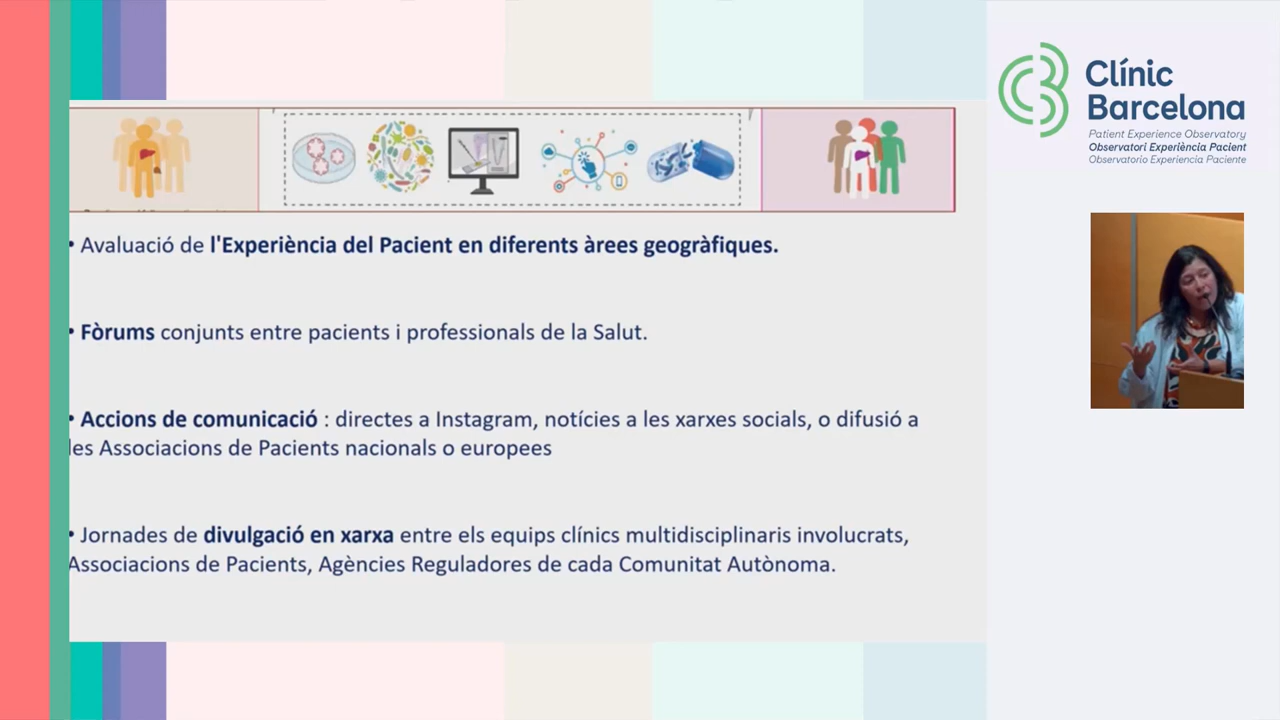 Clínic
Barcelona
Patient Experience Observatory
Observatori Experiència Pacient
Observatorio Experiencia Paciente
• Avaluació de l'Experiència del Pacient en diferents àrees geogràfiques.
• Fòrums conjunts entre pacients i professionals de la Salut.
• Accions de comunicació : directes a Instagram, notícies a les xarxes socials, o difusió a
les Associacions de Pacients nacionals o europees
• Jornades de divulgació en xarxa entre els equips clínics multidisciplinaris involucrats,
Associacions de Pacients, Agències Reguladores de cada Comunitat Autònoma.